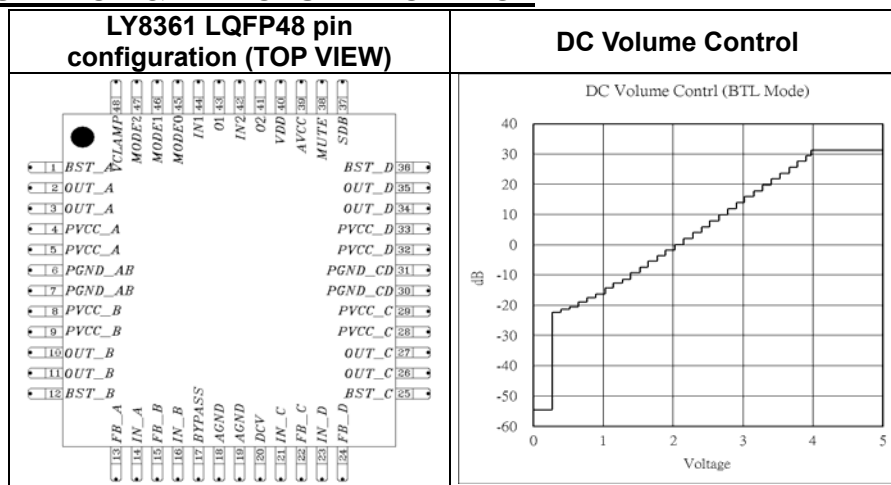 LY8361 LQFP48 pin
configuration (TOP VIEW)
DC Volume Control
48 VCLAMP
47 MODE2
46 MODE1
45 MODE0
44 IN1
43 O1
42 IN2
41 O2
40 VDD
39 AVCC
38 MUTE
37 SDB
1 BST_A
2 OUT_A
3 OUT_A
4 PVCC_A
5 PVCC_A
6 PGND_AB
7 PGND_AB
8 PVCC_B
9 PVCC_B
10 OUT_B
11 OUT_B
12 BST_B
BST_D 36
OUT_D 35
OUT_D 34
PVCC_D 33
PVCC_D 32
PGND_CD 31
PGND_CD 30
PVCC_C 29
PVCC_C 28
OUT_C 27
OUT_C 26
BST_C 25
13 FB_A
14 IN_A
15 FB_B
16 IN_B
17 BYPASS
18 AGND
19 AGND
20 DCV
21 IN_C
22 FB_C
23 IN_D
24 FB_D
DC Volume Contrl (BTL Mode)
40
30
20
10
0
-10
-20
-30
-40
-50
-60
dB
0 1 2 3 4 5
Voltage